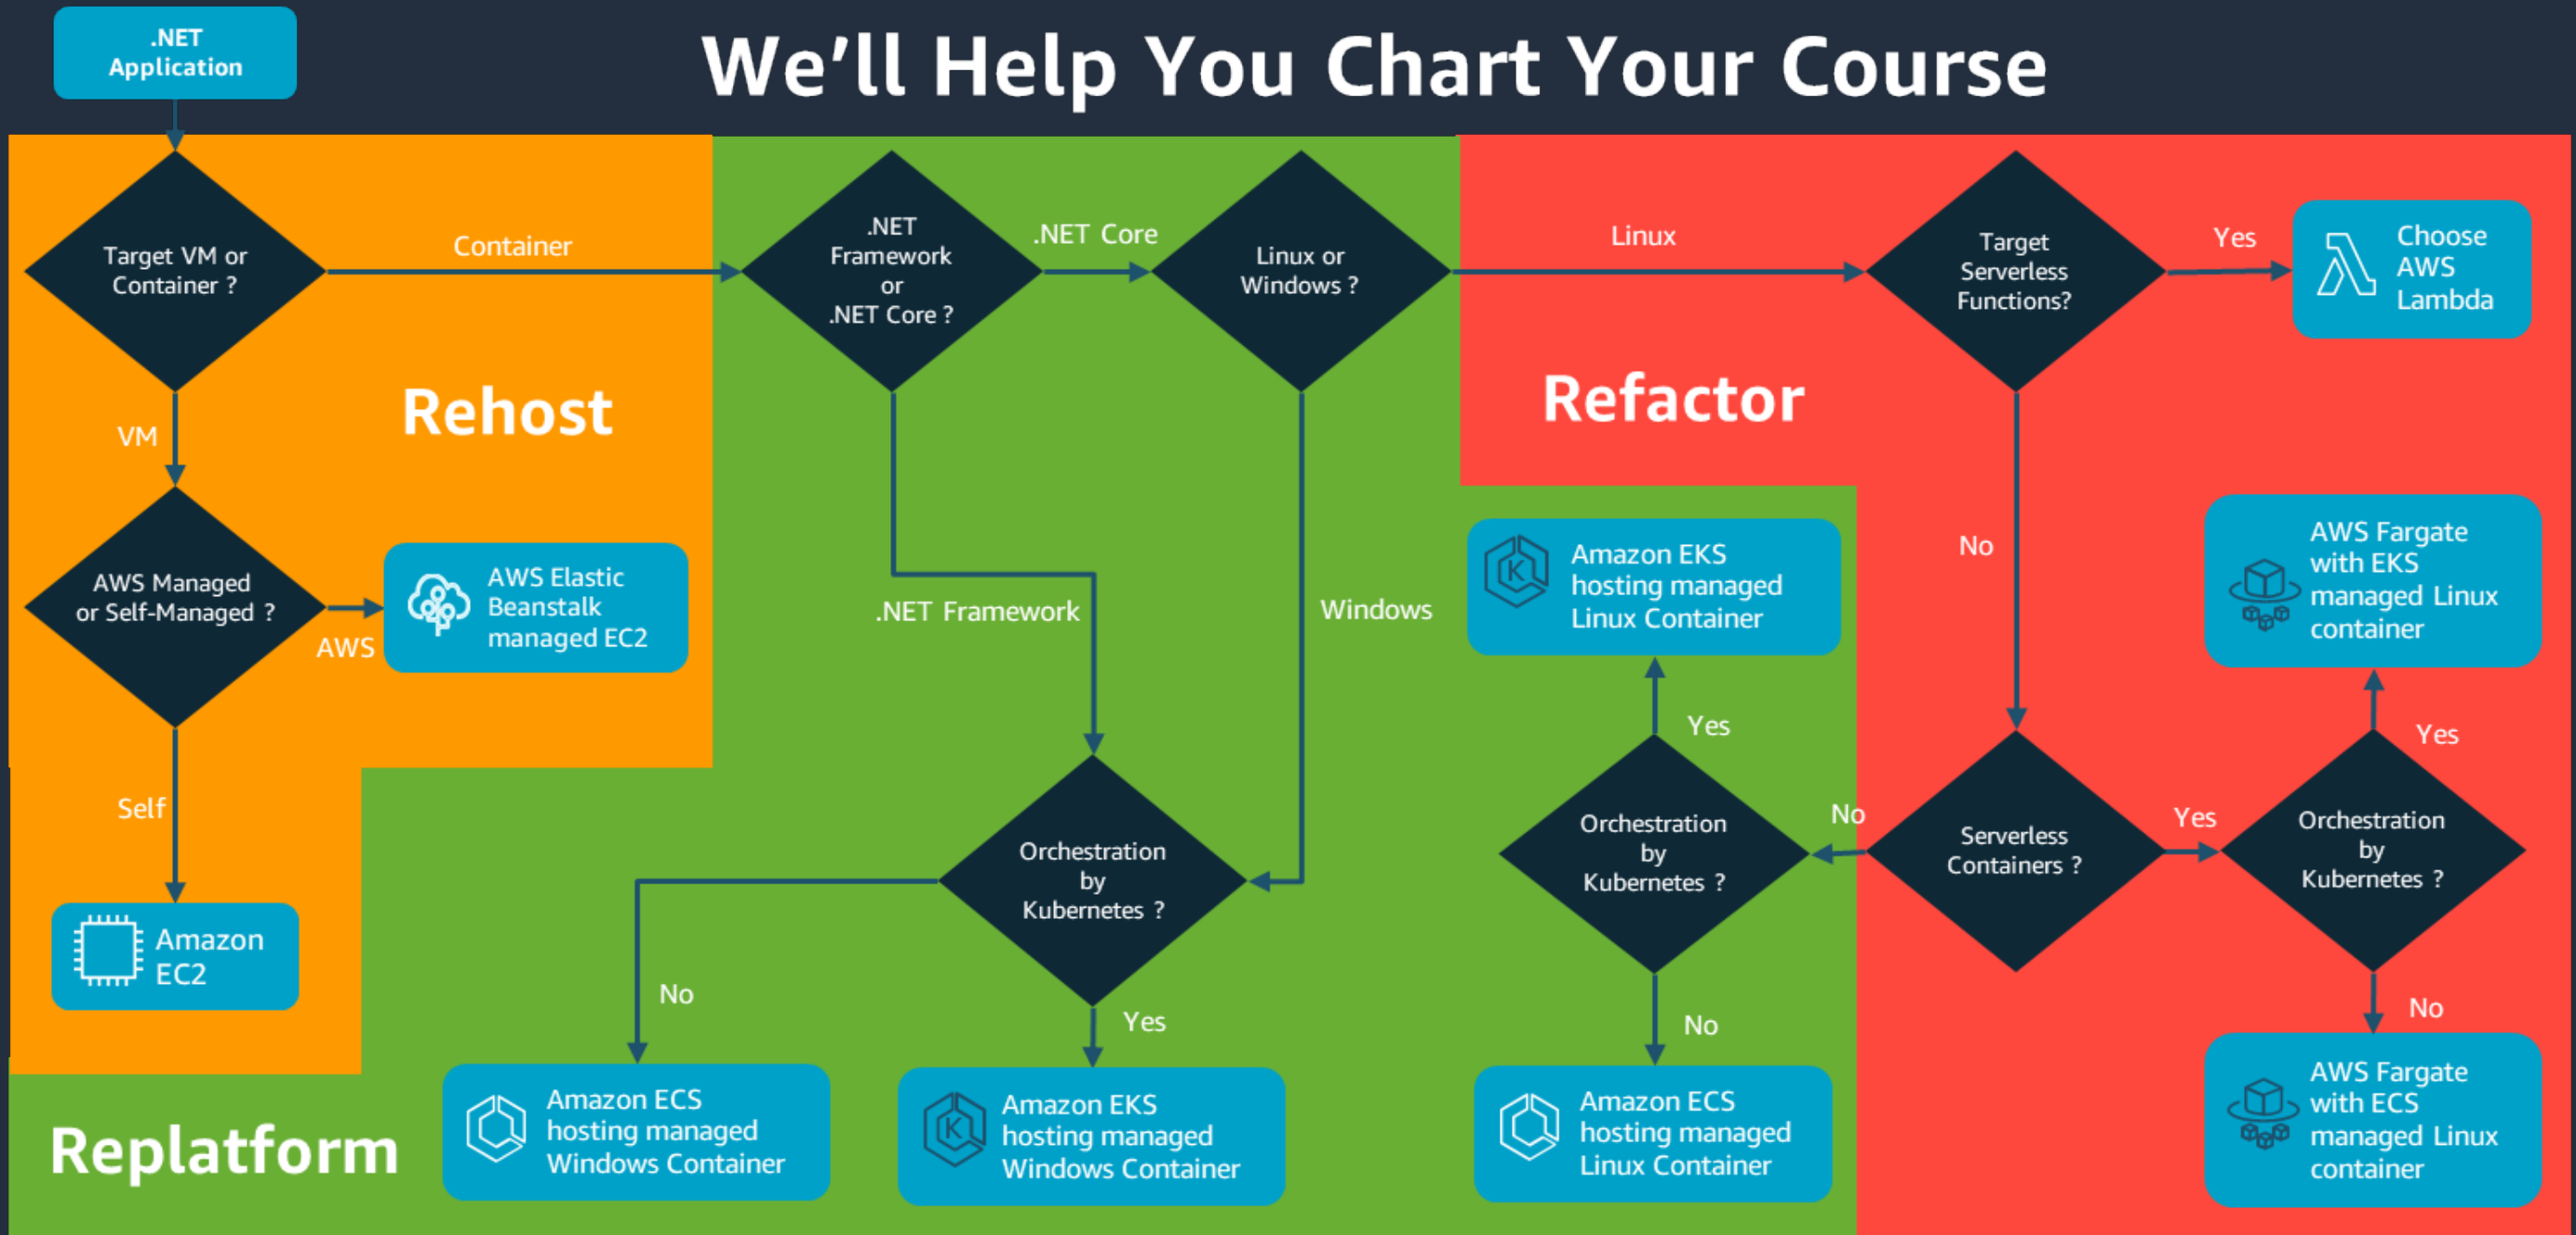 .NET
Application
We'll Help You Chart Your Course
Target VM or
Container ?
Container
.NET
Framework
or
.NET Core ?
.NET Core
Linux or
Windows ?
Linux
Target
Serverless
Functions?
Yes
Choose
AWS
Lambda
VM
Rehost
Refactor
AWS Managed
or Self-Managed ?
AWS
AWS Elastic
Beanstalk
managed EC2
.NET Framework
Windows
Amazon EKS
hosting managed
Linux Container
No
AWS Fargate
with EKS
managed Linux
container
Self
Yes
Yes
Orchestration
by
Kubernetes ?
Orchestration
by
Kubernetes ?
No
Serverless
Containers ?
Yes
Orchestration
by
Kubernetes ?
Amazon
EC2
No
Yes
No
No
Replatform
Amazon ECS
hosting managed
Windows Container
Amazon EKS
hosting managed
Windows Container
Amazon ECS
hosting managed
Linux Container
AWS Fargate
with ECS
managed Linux
container